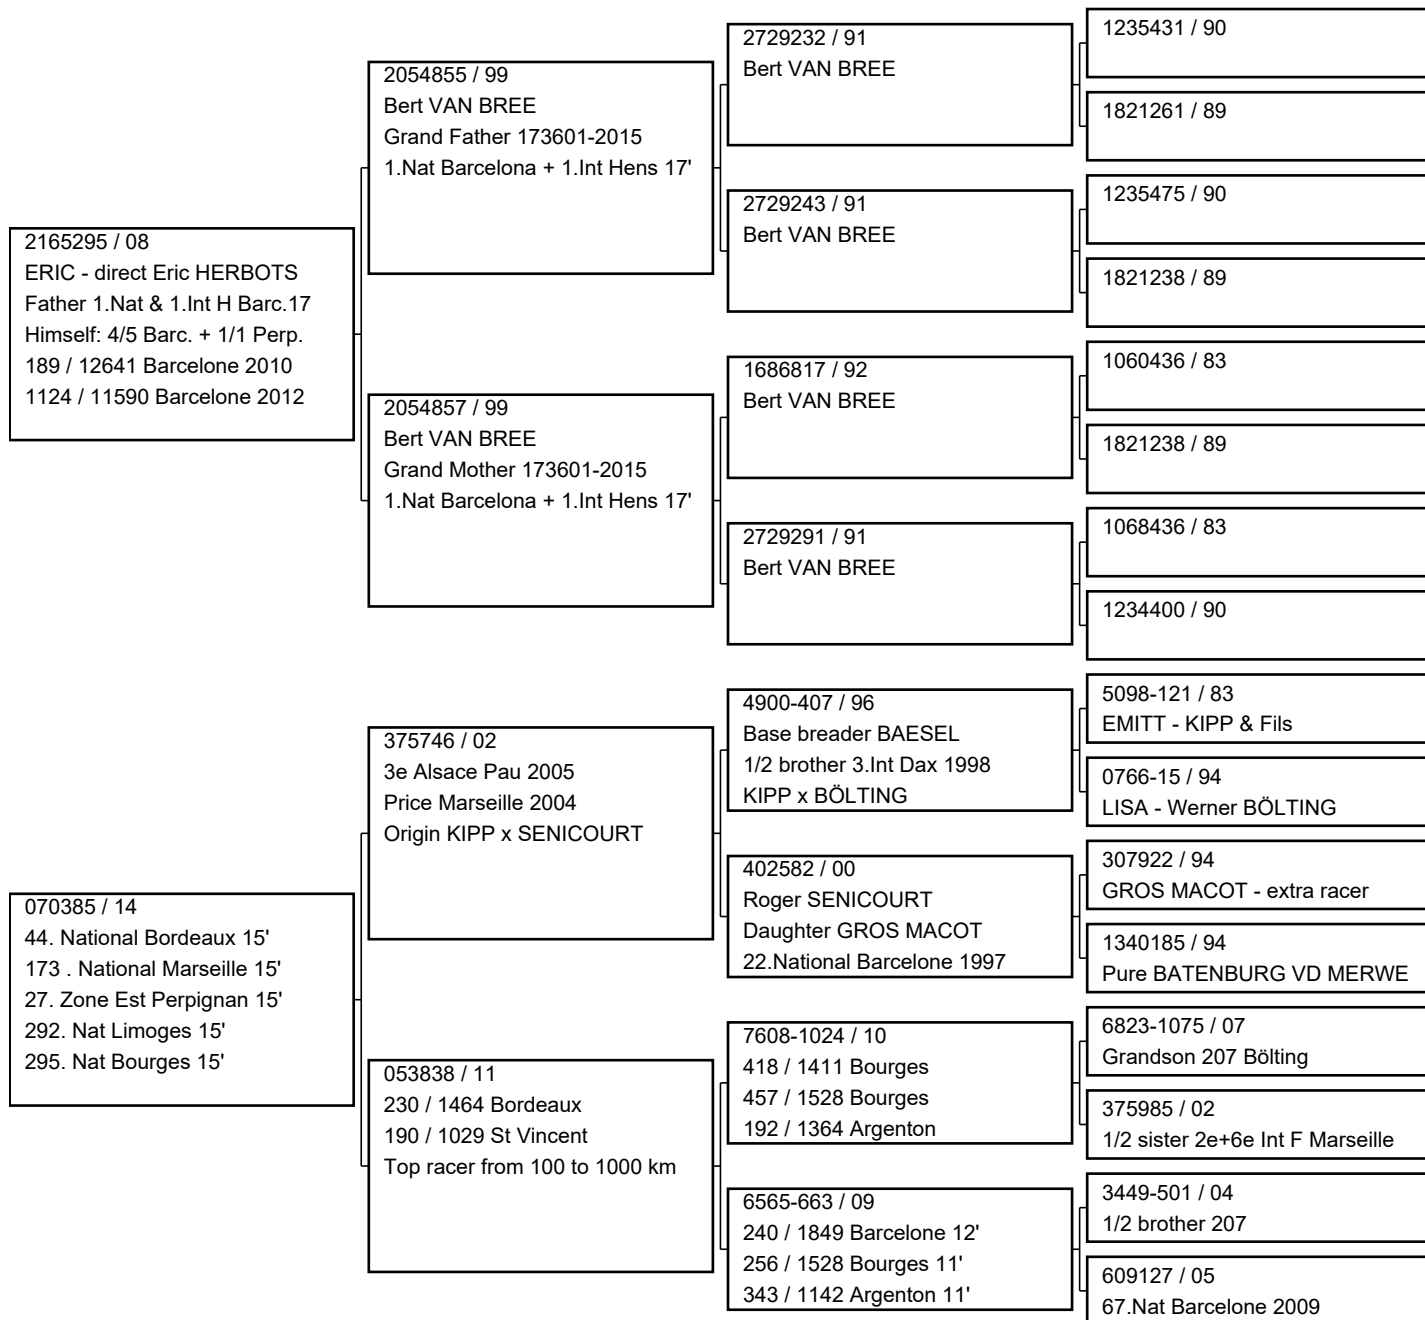 2165295 / 08
ERIC - direct Eric HERBOTS
Father 1.Nat & 1.Int H Barc.17
Himself: 4/5 Barc. + 1/1 Perp.
189 / 12641 Barcelone 2010
1124 / 11590 Barcelone 2012
070385 / 14
44. National Bordeaux 15'
173 . National Marseille 15'
27. Zone Est Perpignan 15'
292. Nat Limoges 15'
295. Nat Bourges 15'
2054855 / 99
Bert VAN BREE
Grand Father 173601-2015
1.Nat Barcelona + 1.Int Hens 17'
2054857 / 99
Bert VAN BREE
Grand Mother 173601-2015
1.Nat Barcelona + 1.Int Hens 17'
375746 / 02
3e Alsace Pau 2005
Price Marseille 2004
Origin KIPP x SENICOURT
053838 / 11
230 / 1464 Bordeaux
190 / 1029 St Vincent
Top racer from 100 to 1000 km
2729232 / 91
Bert VAN BREE
2729243 / 91
Bert VAN BREE
1686817 / 92
Bert VAN BREE
2729291 / 91
Bert VAN BREE
4900-407 / 96
Base breader BAESEL
1/2 brother 3.Int Dax 1998
KIPP x BÖLTING
402582 / 00
Roger SENICOURT
Daughter GROS MACOT
22.National Barcelone 1997
7608-1024 / 10
418 / 1411 Bourges
457 / 1528 Bourges
192 / 1364 Argenton
6565-663 / 09
240 / 1849 Barcelone 12'
256 / 1528 Bourges 11'
343 / 1142 Argenton 11'
1235431 / 90
1821261 / 89
1235475 / 90
1821238 / 89
1060436 / 83
1821238 / 89
1068436 / 83
1234400 / 90
5098-121 / 83
EMITT - KIPP & Fils
0766-15 / 94
LISA - Werner BÖLTING
307922 / 94
GROS MACOT - extra racer
1340185 / 94
Pure BATENBURG VD MERWE
6823-1075 / 07
Grandson 207 Bölting
375985 / 02
1/2 sister 2e+6e Int F Marseille
3449-501 / 04
1/2 brother 207
609127 / 05
67.Nat Barcelone 2009